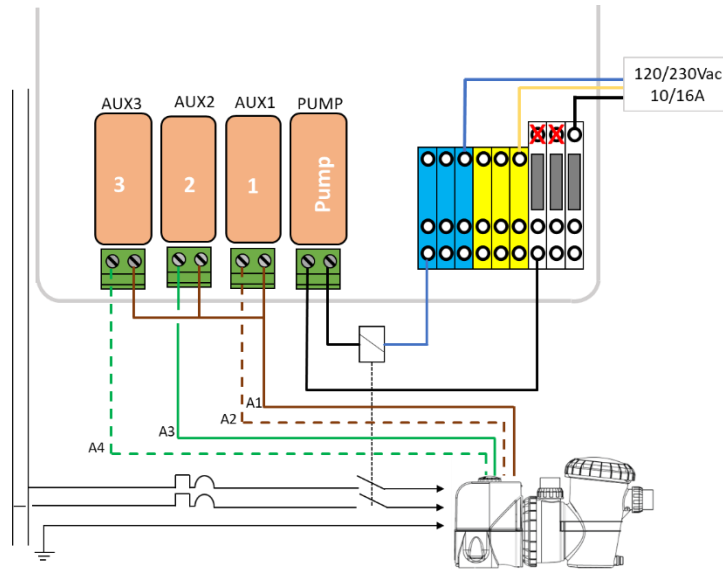 120/230Vac
10/16A
AUX3
AUX2
AUX1
PUMP
3
2
1
Pump
A1
A2
A3
A4